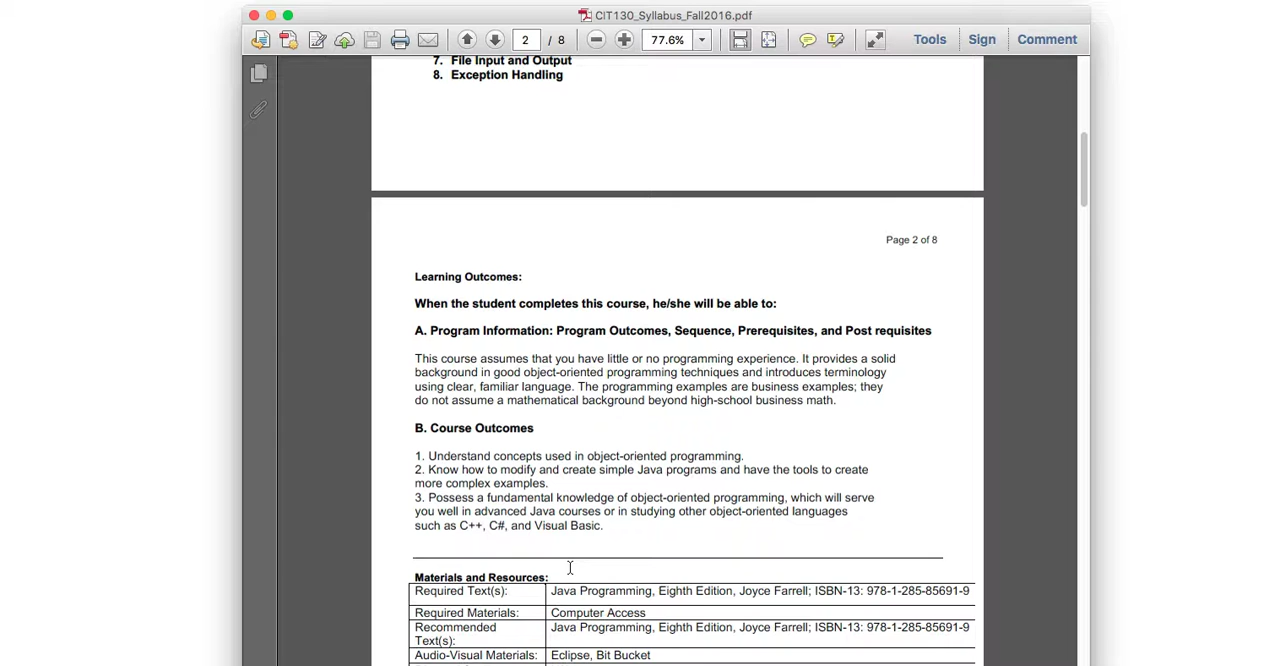 CIT130_Syllabus_Fall2016.pdf
2 / 8 77.6% Tools Sign Comment
7. File Input and Output
8. Exception Handling
Page 2 of 8
Learning Outcomes:
When the student completes this course, he/she will be able to:
A. Program Information: Program Outcomes, Sequence, Prerequisites, and Post requisites
This course assumes that you have little or no programming experience. It provides a solid
background in good object-oriented programming techniques and introduces terminology
using clear, familiar language. The programming examples are business examples; they
do not assume a mathematical background beyond high-school business math.
B. Course Outcomes
1. Understand concepts used in object-oriented programming.
2. Know how to modify and create simple Java programs and have the tools to create
more complex examples.
3. Possess a fundamental knowledge of object-oriented programming, which will serve
you well in advanced Java courses or in studying other object-oriented languages
such as C++, C#, and Visual Basic.
Materials and Resources:
Required Text(s): Java Programming, Eighth Edition, Joyce Farrell; ISBN-13: 978-1-285-85691-9
Required Materials: Computer Access
Recommended Java Programming, Eighth Edition, Joyce Farrell; ISBN-13: 978-1-285-85691-9
Text(s):
Audio-Visual Materials: Eclipse, Bit Bucket